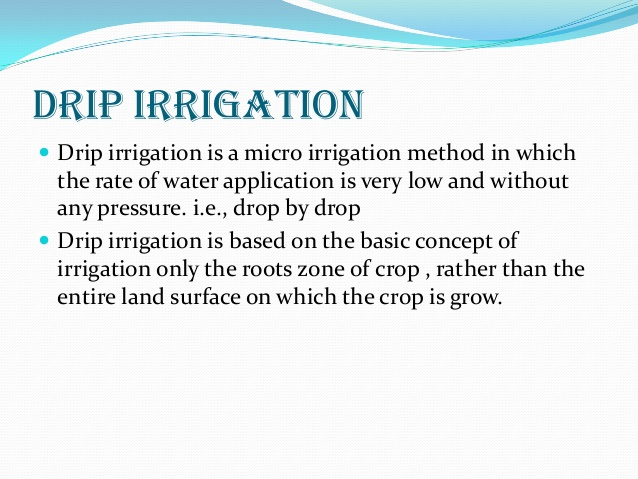 DRIP IRRIGATION
• Drip irrigation is a micro irrigation method in which
the rate of water application is very low and without
any pressure. i.e., drop by drop
• Drip irrigation is based on the basic concept of
irrigation only the roots zone of crop , rather than the
entire land surface on which the crop is grow.